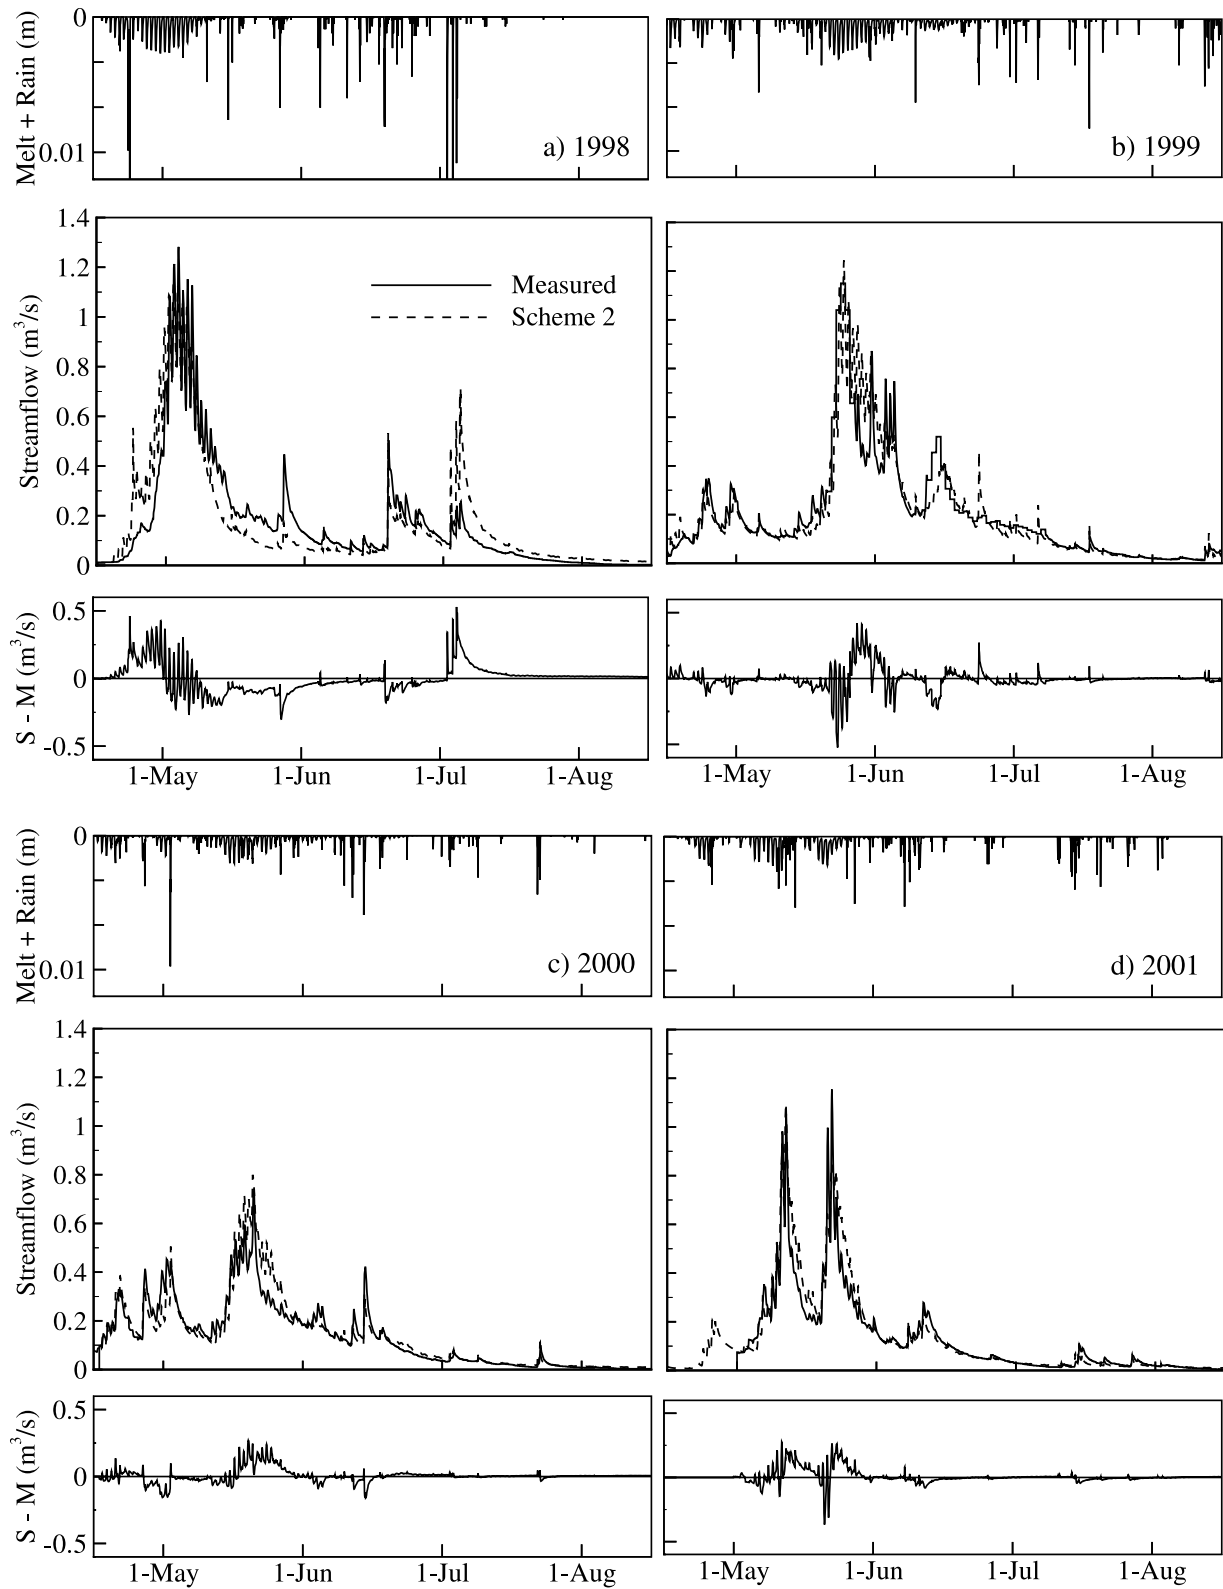 Melt + Rain (m)
0
0.01
a) 1998
b) 1999
Streamflow (m³/s)
1.4
1.2
1
0.8
0.6
0.4
0.2
0
Measured
Scheme 2
S - M (m³/s)
0.5
0
-0.5
1-May 1-Jun 1-Jul 1-Aug
1-May 1-Jun 1-Jul 1-Aug
Melt + Rain (m)
0
0.01
c) 2000
d) 2001
Streamflow (m³/s)
1.4
1.2
1
0.8
0.6
0.4
0.2
0
S - M (m³/s)
0.5
0
-0.5
1-May 1-Jun 1-Jul 1-Aug
1-May 1-Jun 1-Jul 1-Aug